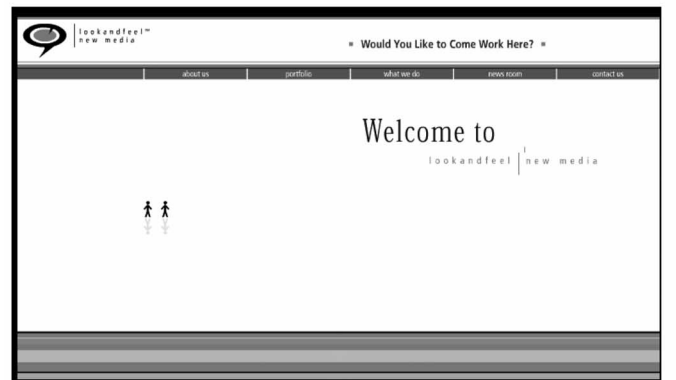 lookandfeel™
new media
Would You Like to Come Work Here?
about us portfolio what we do news room contact us
Welcome to
lookandfeel new media